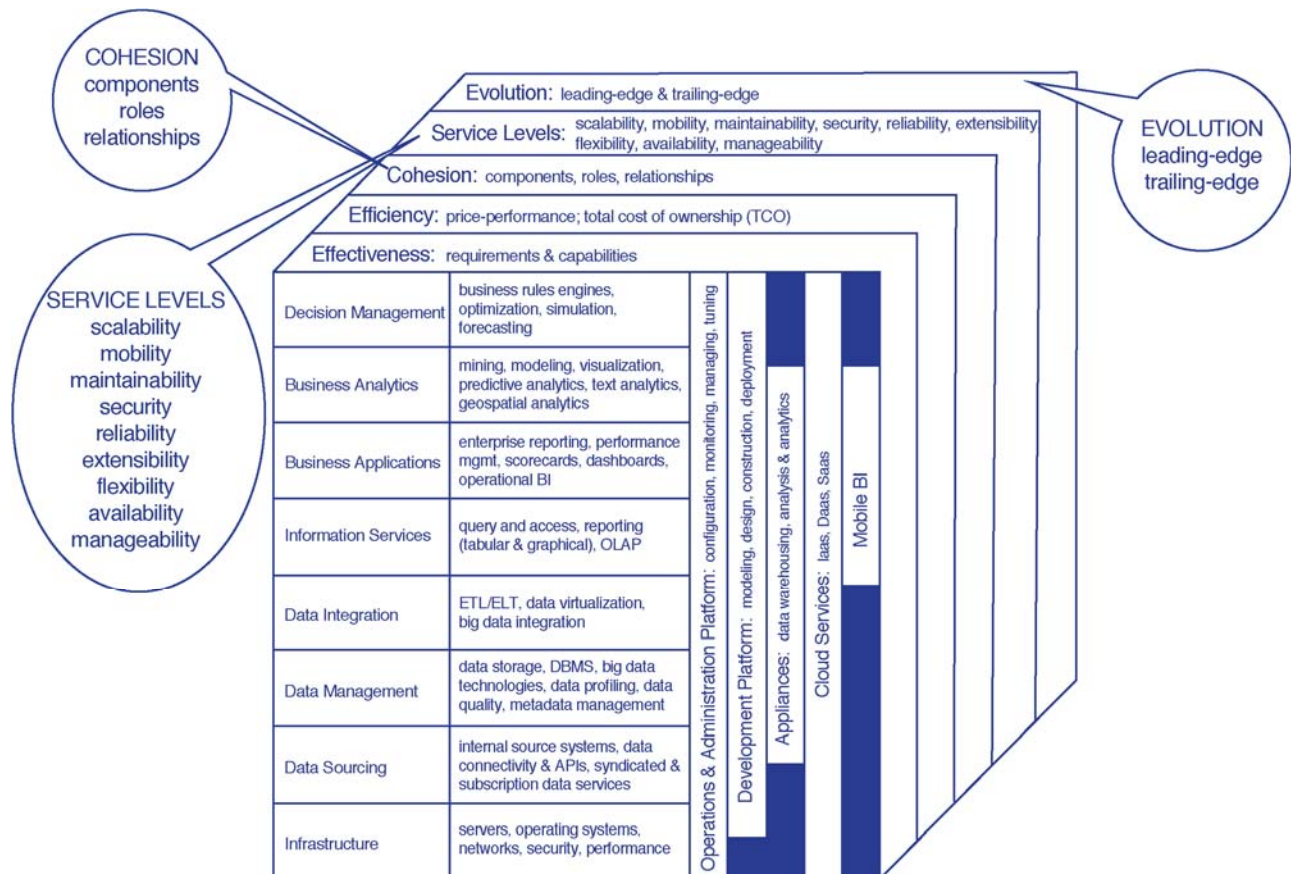 COHESION
components
roles
relationships
EVOLUTION
leading-edge
trailing-edge
SERVICE LEVELS
scalability
mobility
maintainability
security
reliability
extensibility
flexibility
availability
manageability
Evolution: leading-edge & trailing-edge
Service Levels: scalability, mobility, maintainability, security, reliability, extensibility,
flexibility, availability, manageability
Cohesion: components, roles, relationships
Efficiency: price-performance; total cost of ownership (TCO)
Effectiveness: requirements & capabilities
Decision Management
business rules engines,
optimization, simulation,
forecasting
Business Analytics
mining, modeling, visualization,
predictive analytics, text analytics,
geospatial analytics
Business Applications
enterprise reporting, performance
mgmt, scorecards, dashboards,
operational BI
Information Services
query and access, reporting
(tabular & graphical), OLAP
Data Integration
ETL/ELT, data virtualization,
big data integration
Data Management
data storage, DBMS, big data
technologies, data profiling, data
quality, metadata management
Data Sourcing
internal source systems, data
connectivity & APIs, syndicated &
subscription data services
Infrastructure
servers, operating systems,
networks, security, performance
Operations & Administration Platform: configuration, monitoring, managing, tuning
Development Platform: modeling, design, construction, deployment
Appliances: data warehousing, analysis & analytics
Cloud Services: Iaas, Daas, Saas
Mobile BI